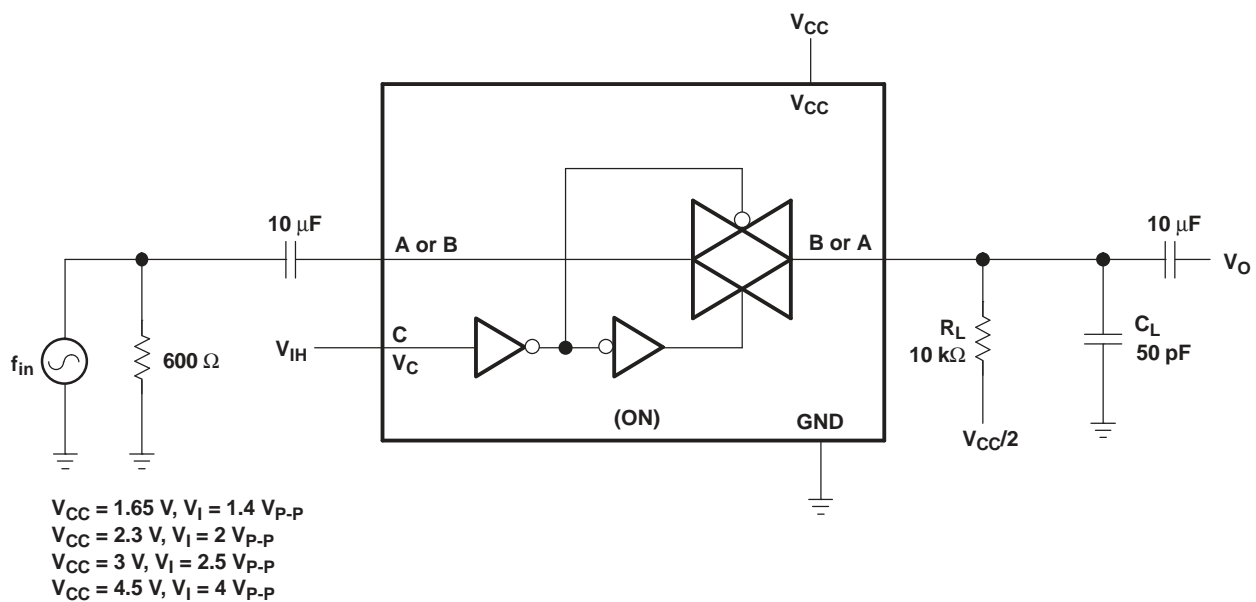 VCC
VCC
10 μF
A or B
B or A
10 μF
VO
fin
600 Ω
VIH
C
VC
RL
10 kΩ
CL
50 pF
(ON)
GND
VCC/2
VCC = 1.65 V, VI = 1.4 VP-P
VCC = 2.3 V, VI = 2 VP-P
VCC = 3 V, VI = 2.5 VP-P
VCC = 4.5 V, VI = 4 VP-P